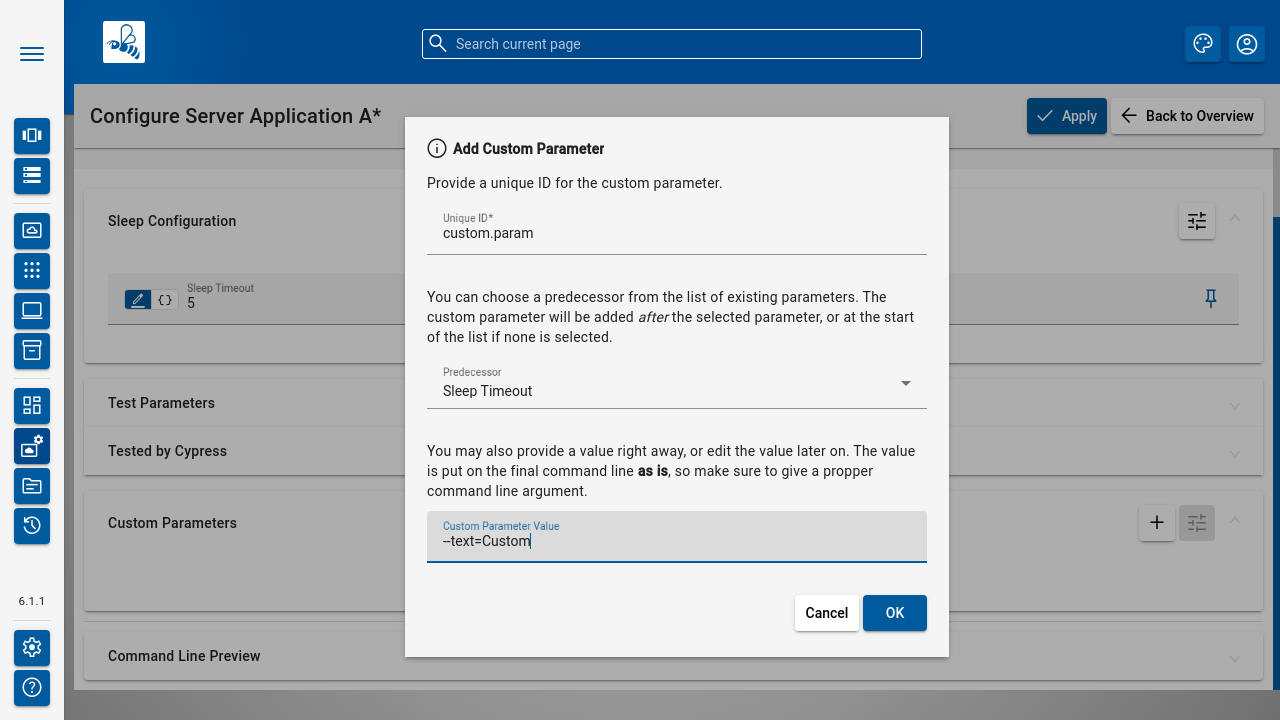 Search current page
Configure Server Application A*
Apply
Back to Overview
Add Custom Parameter
Provide a unique ID for the custom parameter.
Unique ID*
custom.param
You can choose a predecessor from the list of existing parameters. The
custom parameter will be added after the selected parameter, or at the start
of the list if none is selected.
Predecessor
Sleep Timeout
You may also provide a value right away, or edit the value later on. The value
is put on the final command line as is, so make sure to give a propper
command line argument.
Custom Parameter Value
--text=Custom
Cancel
OK
Sleep Configuration
{}
Sleep Timeout
5
Test Parameters
Tested by Cypress
Custom Parameters
Command Line Preview
6.1.1